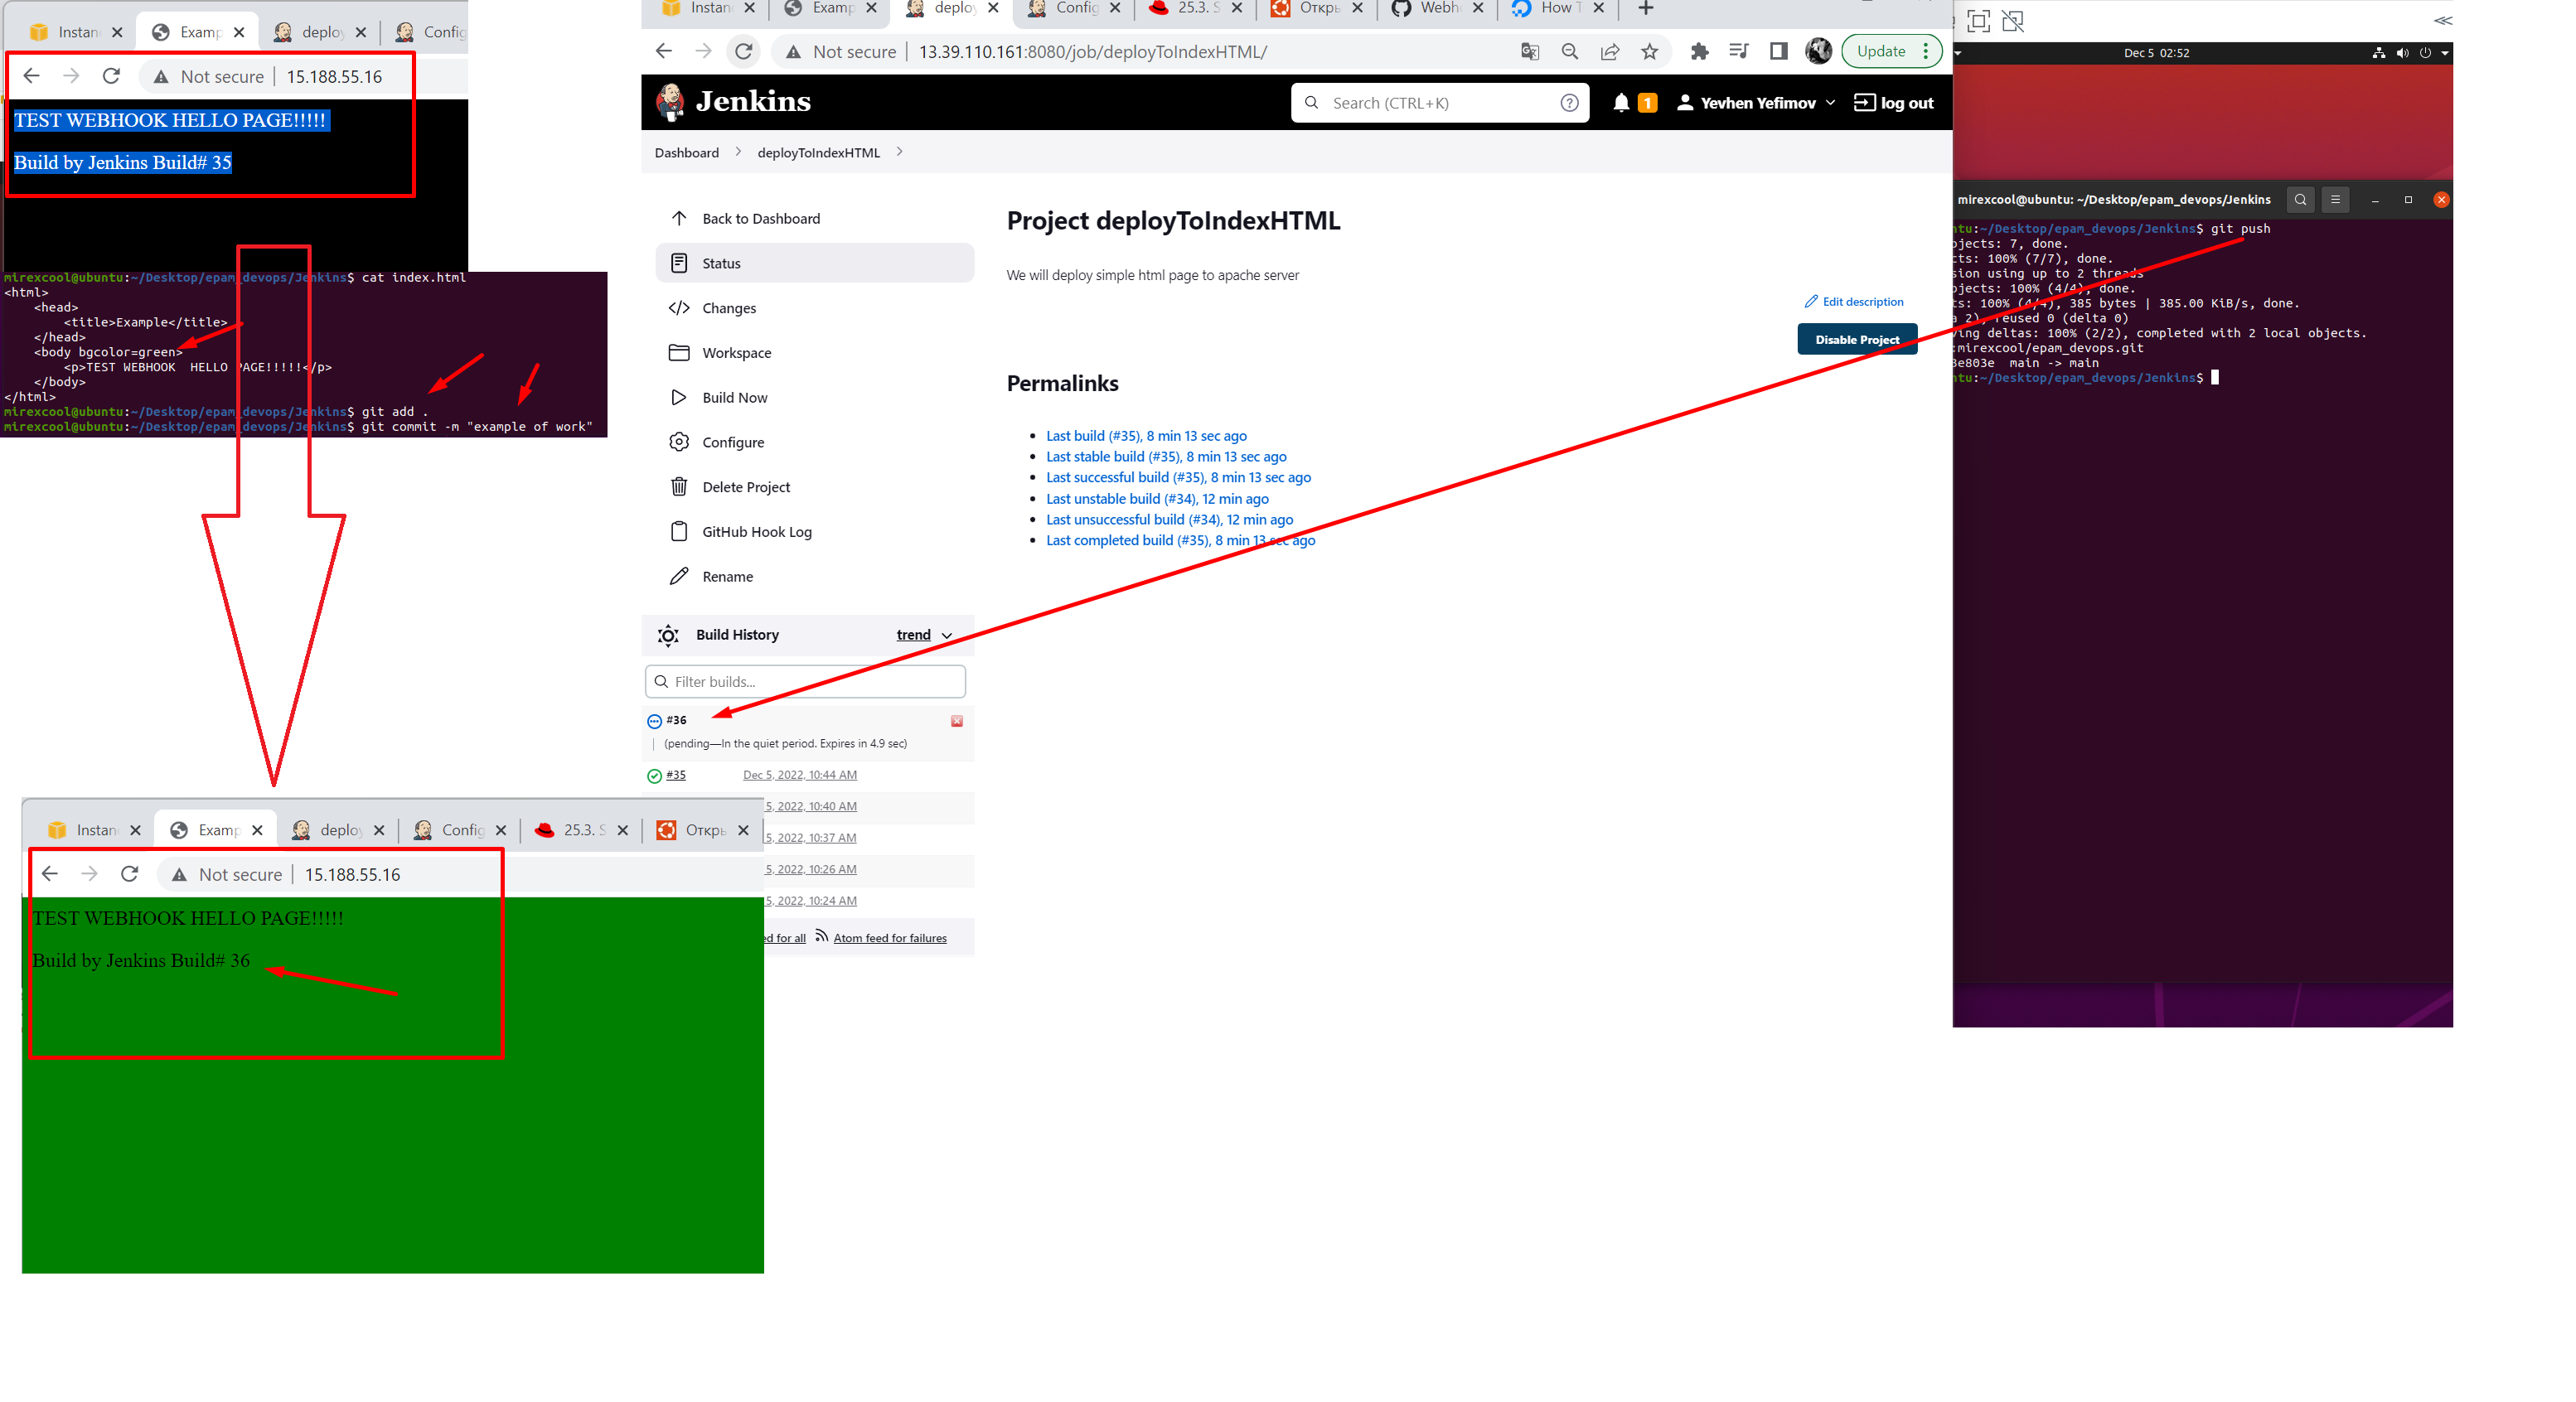 Instan
Examp
deploy
Config
Not secure | 15.188.55.16
TEST WEBHOOK HELLO PAGE!!!!!
Build by Jenkins Build# 35
mirexcool@ubuntu:~/Desktop/epam_devops/Jenkins$ cat index.html
<html>
<head>
<title>Example</title>
</head>
<body bgcolor=green>
<p>TEST WEBHOOK  HELLO PAGE!!!!!</p>
</body>
</html>
mirexcool@ubuntu:~/Desktop/epam_devops/Jenkins$ git add .
mirexcool@ubuntu:~/Desktop/epam_devops/Jenkins$ git commit -m "example of work"
Instan
Examp
deploy
Config
25.3. S
Откры
Webho
How T
Not secure | 13.39.110.161:8080/job/deployToIndexHTML/
Update
Jenkins
Search (CTRL+K)
1
Yevhen Yefimov
log out
Dashboard
deployToIndexHTML
Back to Dashboard
Status
Changes
Workspace
Build Now
Configure
Delete Project
GitHub Hook Log
Rename
Project deployToIndexHTML
We will deploy simple html page to apache server
Edit description
Disable Project
Permalinks
Last build (#35), 8 min 13 sec ago
Last stable build (#35), 8 min 13 sec ago
Last successful build (#35), 8 min 13 sec ago
Last unstable build (#34), 12 min ago
Last unsuccessful build (#34), 12 min ago
Last completed build (#35), 8 min 13 sec ago
Build History
trend
Filter builds...
#36
(pending—In the quiet period. Expires in 4.9 sec)
#35 Dec 5, 2022, 10:44 AM
5, 2022, 10:40 AM
5, 2022, 10:37 AM
5, 2022, 10:26 AM
5, 2022, 10:24 AM
ed for all
Atom feed for failures
Dec 5 02:52
mirexcool@ubuntu: ~/Desktop/epam_devops/Jenkins
ntu:~/Desktop/epam_devops/Jenkins$ git push
bjects: 7, done.
cts: 100% (7/7), done.
sion using up to 2 threads
bjects: 100% (4/4), done.
ts: 100% (4/4), 385 bytes | 385.00 KiB/s, done.
a 2), reused 0 (delta 0)
ving deltas: 100% (2/2), completed with 2 local objects.
:mirexcool/epam_devops.git
3e803e  main -> main
ntu:~/Desktop/epam_devops/Jenkins$
Instan
Examp
deploy
Config
25.3. S
Откры
Not secure | 15.188.55.16
TEST WEBHOOK HELLO PAGE!!!!!
Build by Jenkins Build# 36